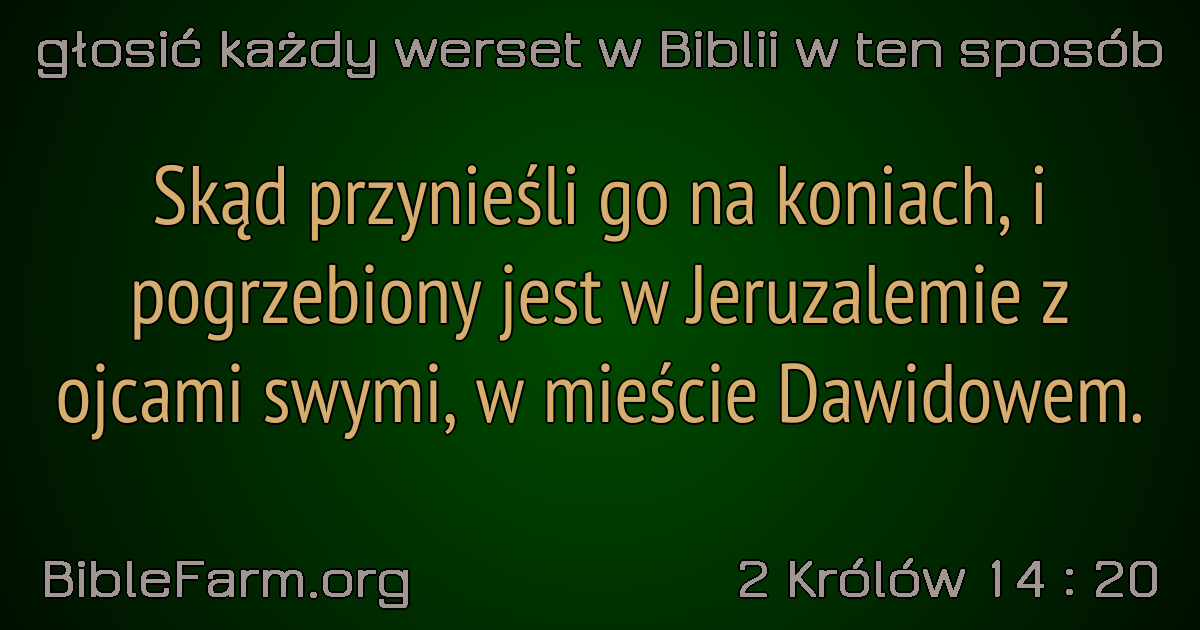 głosić każdy werset w Biblii w ten sposób
Skąd przynieśli go na koniach, i
pogrzebiony jest w Jeruzalemie z
ojcami swymi, w mieście Dawidowem.
BibleFarm.org
2 Królów 14 : 20